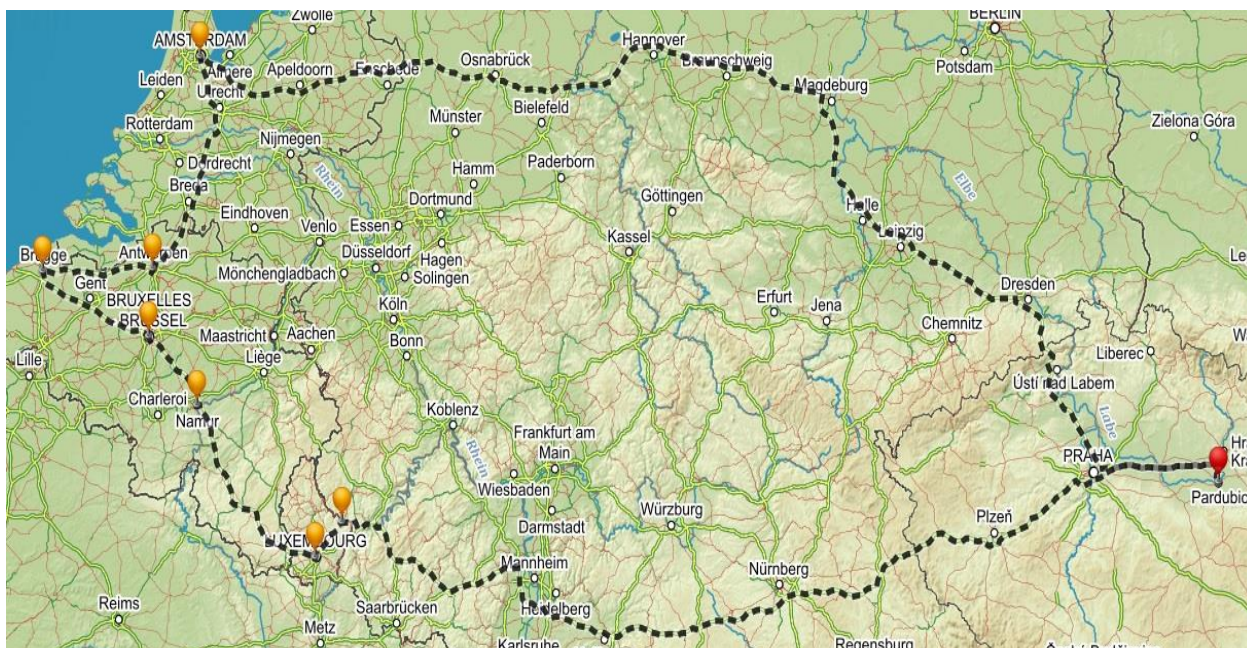 Zwolle
BERLIN
AMSTERDAM
Hannover
Almere
Apeldoorn
Enschede
Osnabrück
Braunschweig
Potsdam
Leiden
Utrecht
Magdeburg
Münster
Bielefeld
Zielona Góra
Rotterdam
Nijmegen
Dordrecht
Rhein
Hamm
Paderborn
Elbe
Breda
Göttingen
Dortmund
Eindhoven
Venlo
Essen
Halle
Leipzig
Kassel
Brugge
Antwerpen
Düsseldorf
Hagen
Solingen
Mönchengladbach
Gent
Dresden
BRUXELLES
BRUSSEL
Köln
Erfurt
Jena
Chemnitz
Maastricht
Aachen
Bonn
Liberec
Lille
Liège
Ústí nad Labem
Charleroi
Namur
Koblenz
Labe
Rhein
Frankfurt am
Main
PRAHA
Wiesbaden
Darmstadt
Würzburg
Plzeň
LUXEMBOURG
Mannheim
Nürnberg
Reims
Saarbrücken
Heidelberg
Metz
Karlsruhe
Regensburg